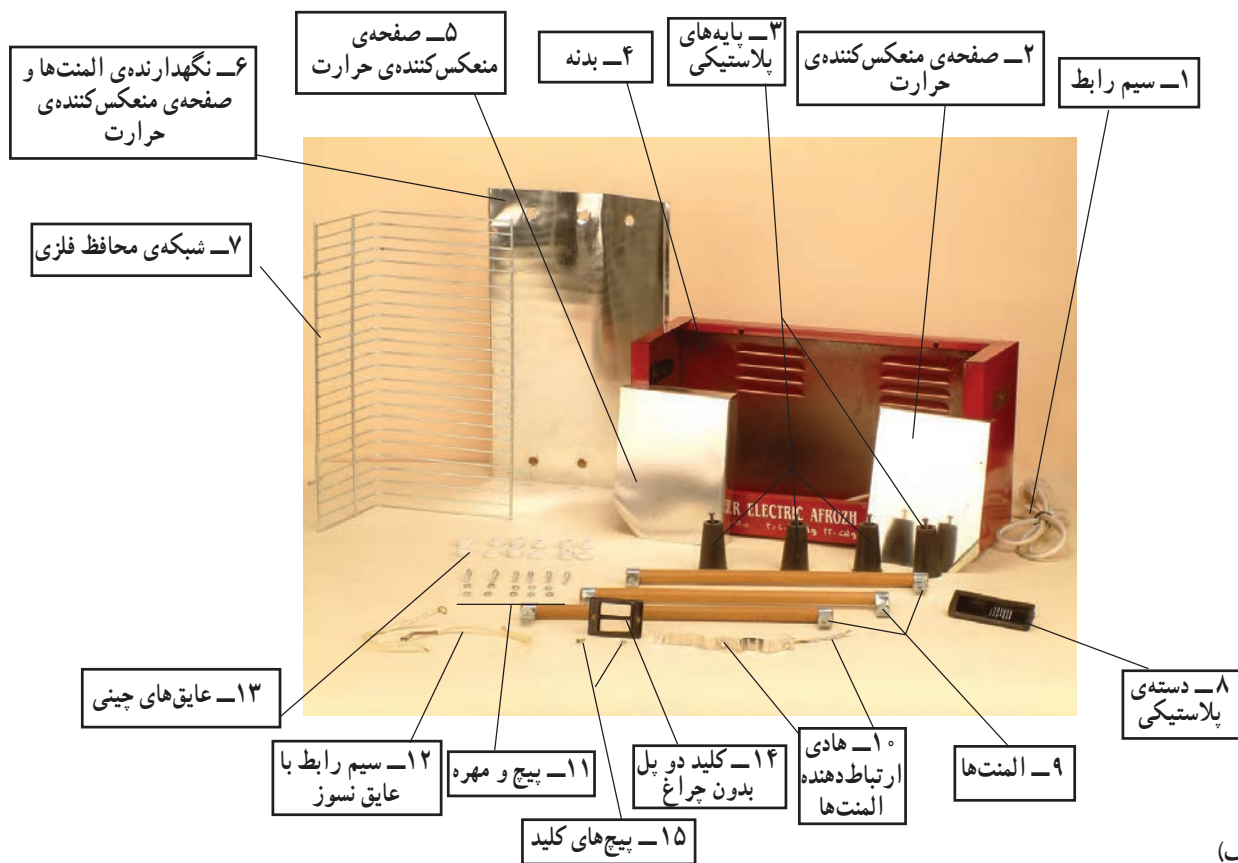 ۱ــ سیم رابط
۲ــ صفحه‌ی منعکس‌کننده‌ی
حرارت
۳ــ پایه‌های
پلاستیکی
۴ــ بدنه
۵ــ صفحه‌ی
منعکس‌کننده‌ی حرارت
۶ــ نگهدارنده‌ی المنت‌ها و
صفحه‌ی منعکس‌کننده‌ی
حرارت
۷ــ شبکه‌ی محافظ فلزی
ELECTRIC AFROZH
۸ــ دسته‌ی
پلاستیکی
۹ــ المنت‌ها
۱۰ــ هادی
ارتباط‌دهنده
المنت‌ها
۱۴ــ کلید دو پل
بدون چراغ
۱۵ــ پیچ‌های کلید
۱۱ــ پیچ و مهره
۱۲ــ سیم رابط با
عایق نسوز
۱۳ــ عایق‌های چینی